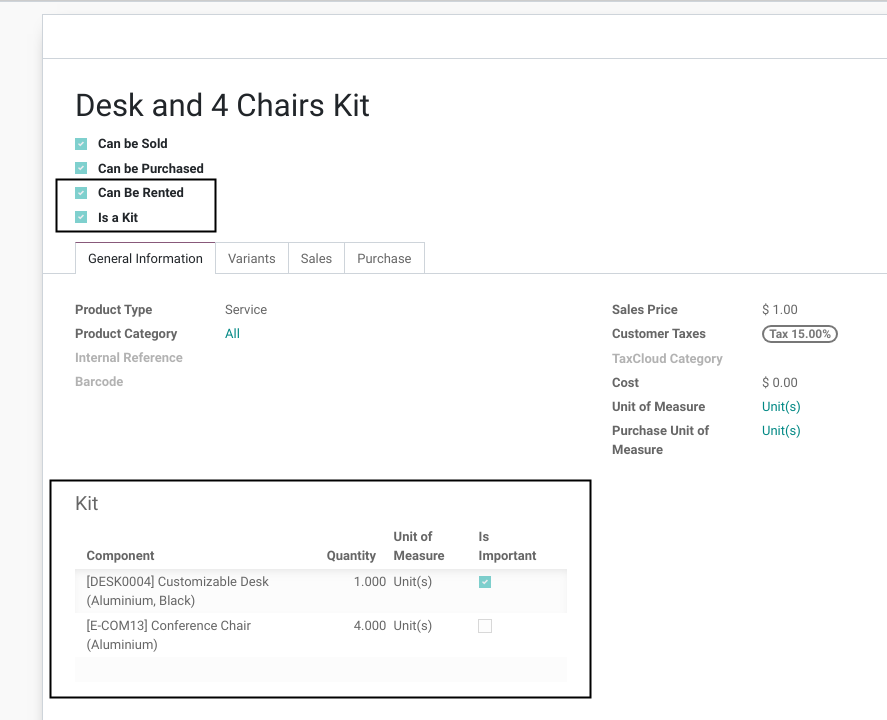 Desk and 4 Chairs Kit
Can be Sold
Can be Purchased
Can Be Rented
Is a Kit
General Information Variants Sales Purchase
Product Type Service
Product Category All
Internal Reference
Barcode
Sales Price $ 1.00
Customer Taxes Tax 15.00%
TaxCloud Category
Cost $ 0.00
Unit of Measure Unit(s)
Purchase Unit of Unit(s)
Measure
Kit
Unit of Is
Component Quantity Measure Important
[DESK0004] Customizable Desk 1.000 Unit(s)
(Aluminium, Black)
[E-COM13] Conference Chair 4.000 Unit(s)
(Aluminium)